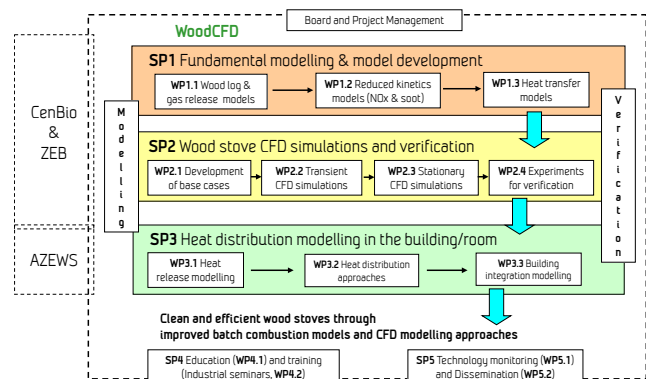 Board and Project Management
WoodCFD
SP1 Fundamental modelling & model development
WP1.1 Wood log &
gas release models
WP1.2 Reduced kinetics
models (NOx & soot)
WP1.3 Heat transfer
models
CenBio
&
ZEB
Modelling
Verification
SP2 Wood stove CFD simulations and verification
WP2.1 Development
of base cases
WP2.2 Transient
CFD simulations
WP2.3 Stationary
CFD simulations
WP2.4 Experiments
for verification
AZEWS
SP3 Heat distribution modelling in the building/room
WP3.1 Heat
release modelling
WP3.2 Heat distribution
approaches
WP3.3 Building
integration modelling
Clean and efficient wood stoves through
improved batch combustion models and CFD modelling approaches
SP4 Education (WP4.1) and training
(Industrial seminars, WP4.2)
SP5 Technology monitoring (WP5.1)
and Dissemination (WP5.2)